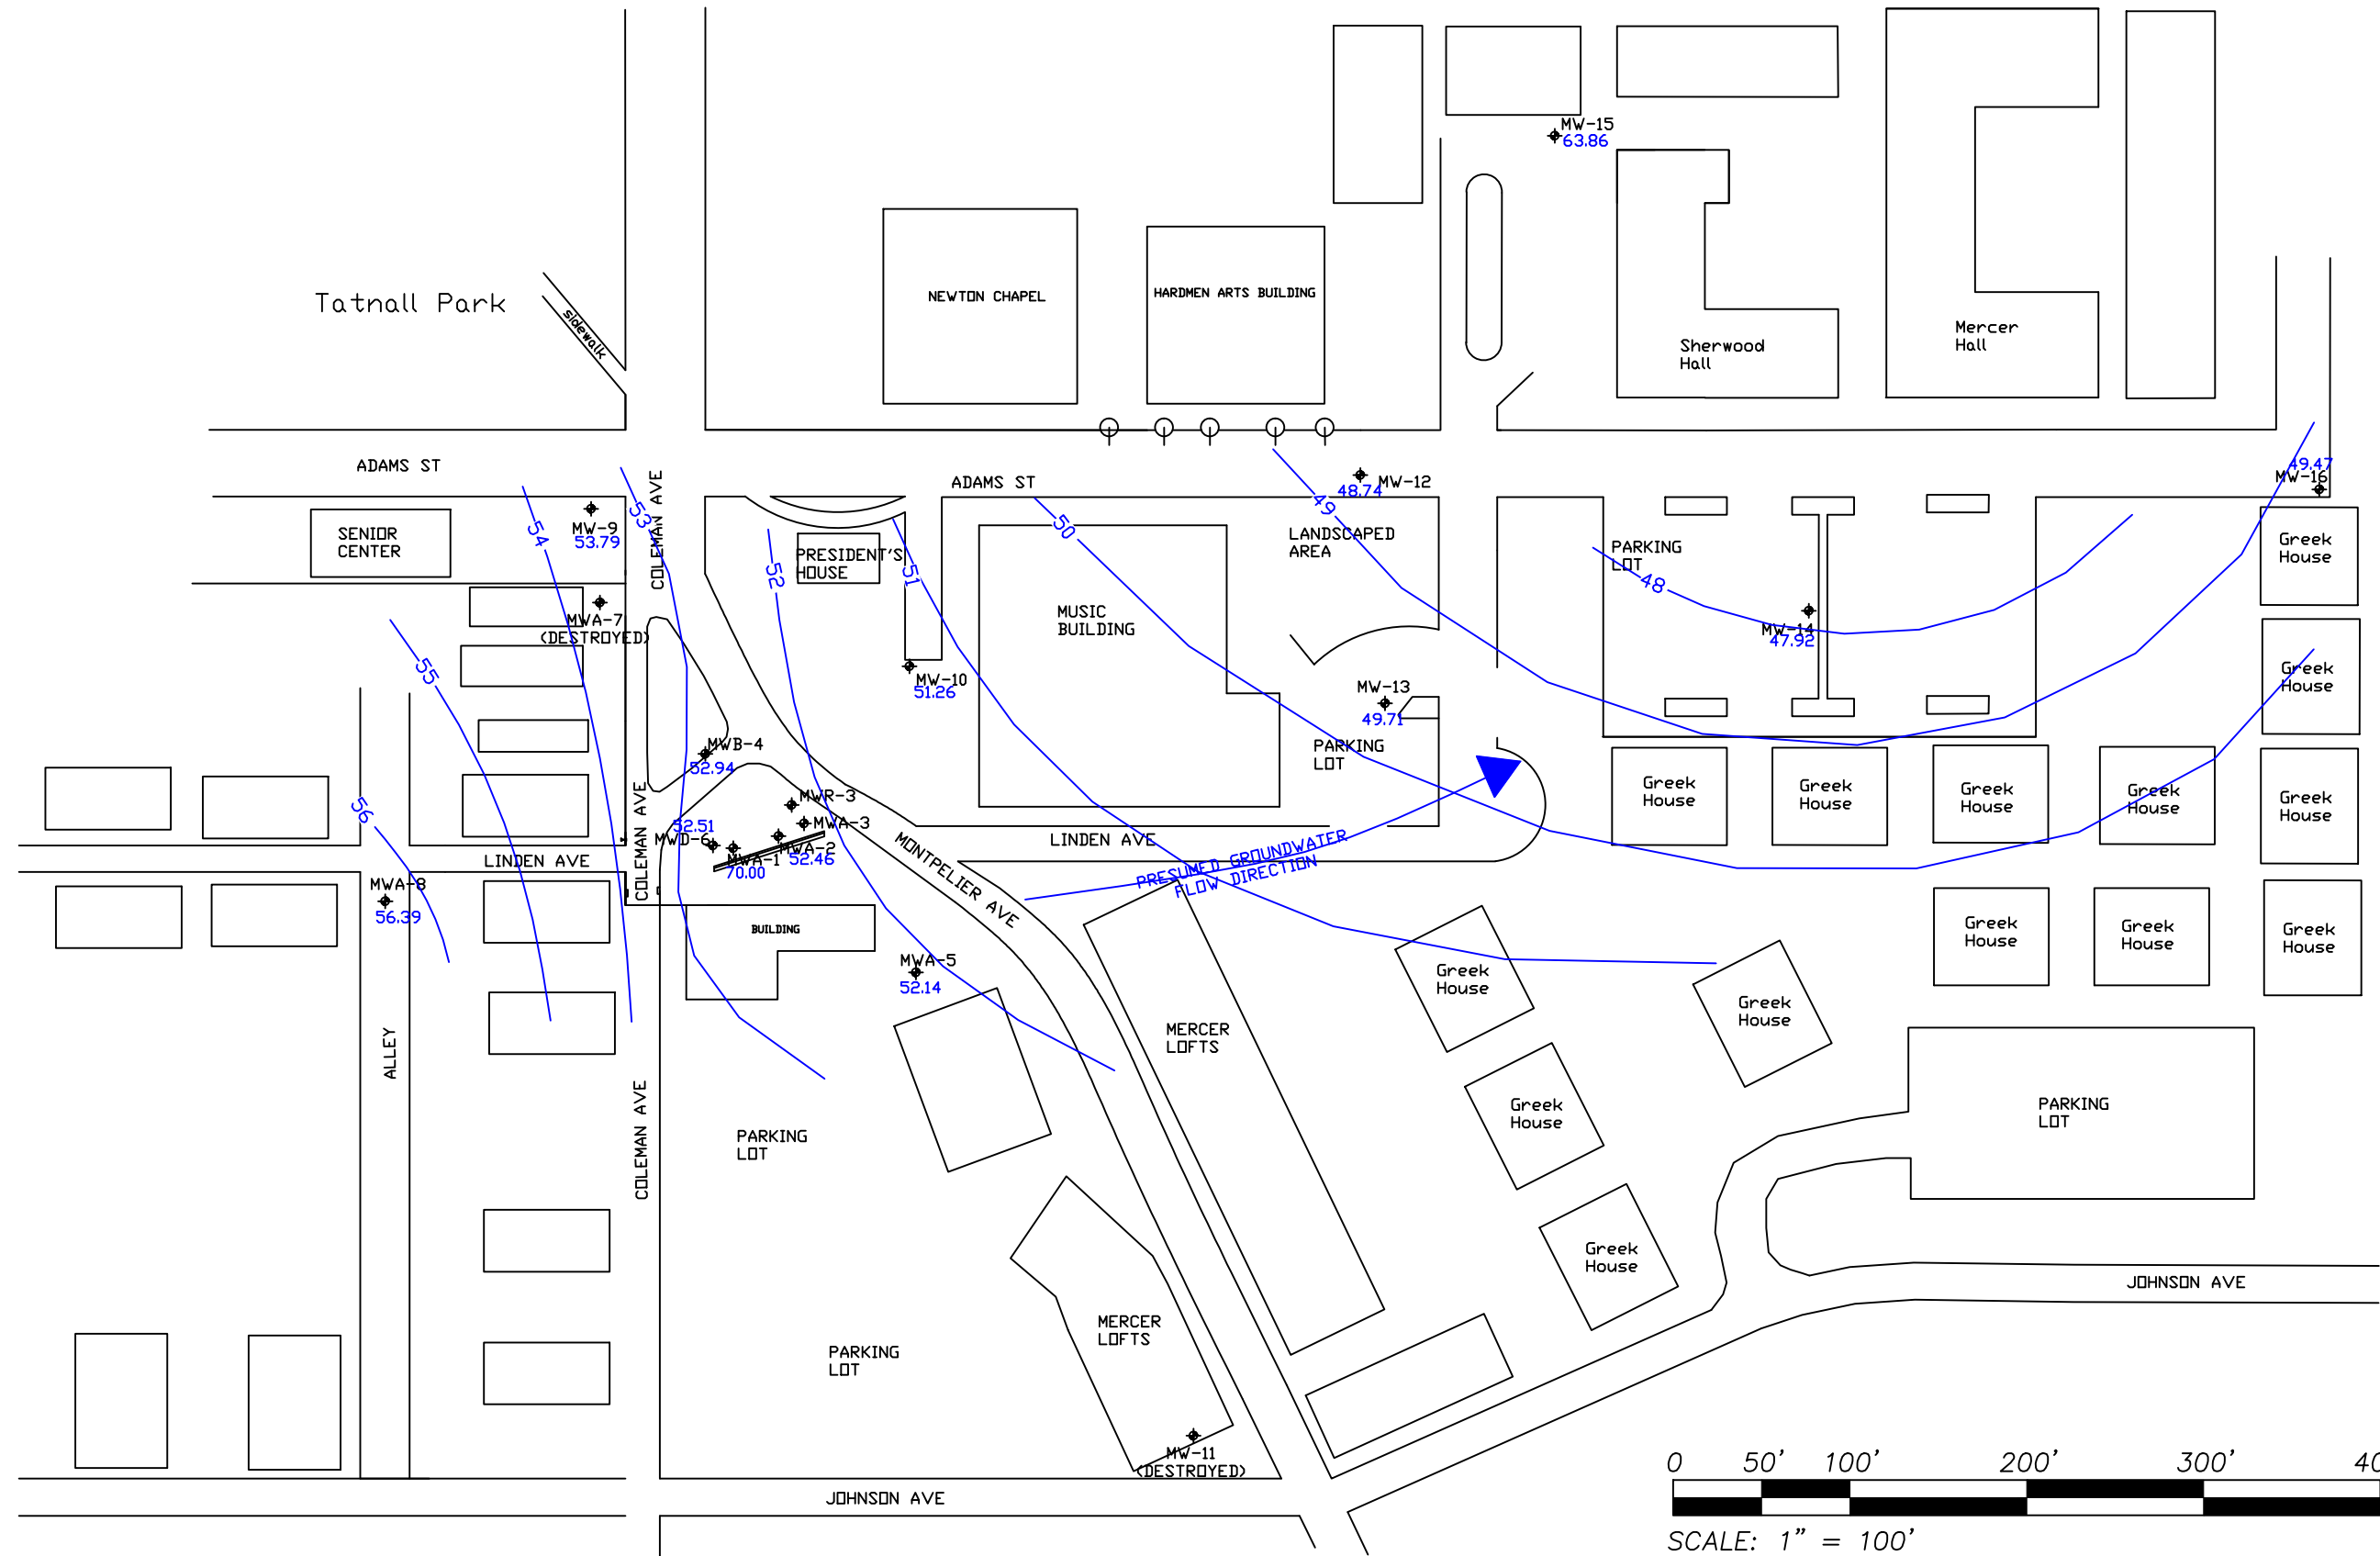 MW-15
63.86
NEWTON CHAPEL
HARDMEN ARTS BUILDING
Tatnall Park
sidewalk
Sherwood
Hall
Mercer
Hall
ADAMS ST
COLEMAN AVE
ADAMS ST
MW-12
48.74
49.47
MW-16
SENIOR
CENTER
MW-9
53.79
54
53
52
51
50
49
48
PRESIDENT'S
HOUSE
LANDSCAPED
AREA
PARKING
LOT
Greek
House
MWA-7
(DESTROYED)
MUSIC
BUILDING
MW-14
47.92
MW-10
51.26
MW-13
49.71
Greek
House
55
56
MWB-4
52.94
PARKING
LOT
MWR-3
MWA-3
52.51
MWD-6
MWA-1
70.00
MWA-2
52.46
Greek
House
Greek
House
Greek
House
Greek
House
Greek
House
LINDEN AVE
COLEMAN AVE
MONTPELIER AVE
LINDEN AVE
PRESUMED GROUNDWATER
FLOW DIRECTION
MWA-8
56.39
BUILDING
MWA-5
52.14
Greek
House
Greek
House
Greek
House
Greek
House
Greek
House
ALLEY
COLEMAN AVE
MERCER
LOFTS
PARKING
LOT
Greek
House
PARKING
LOT
Greek
House
JOHNSON AVE
MERCER
LOFTS
PARKING
LOT
MW-11
(DESTROYED)
JOHNSON AVE
0 50' 100' 200' 300' 40
SCALE: 1" = 100'